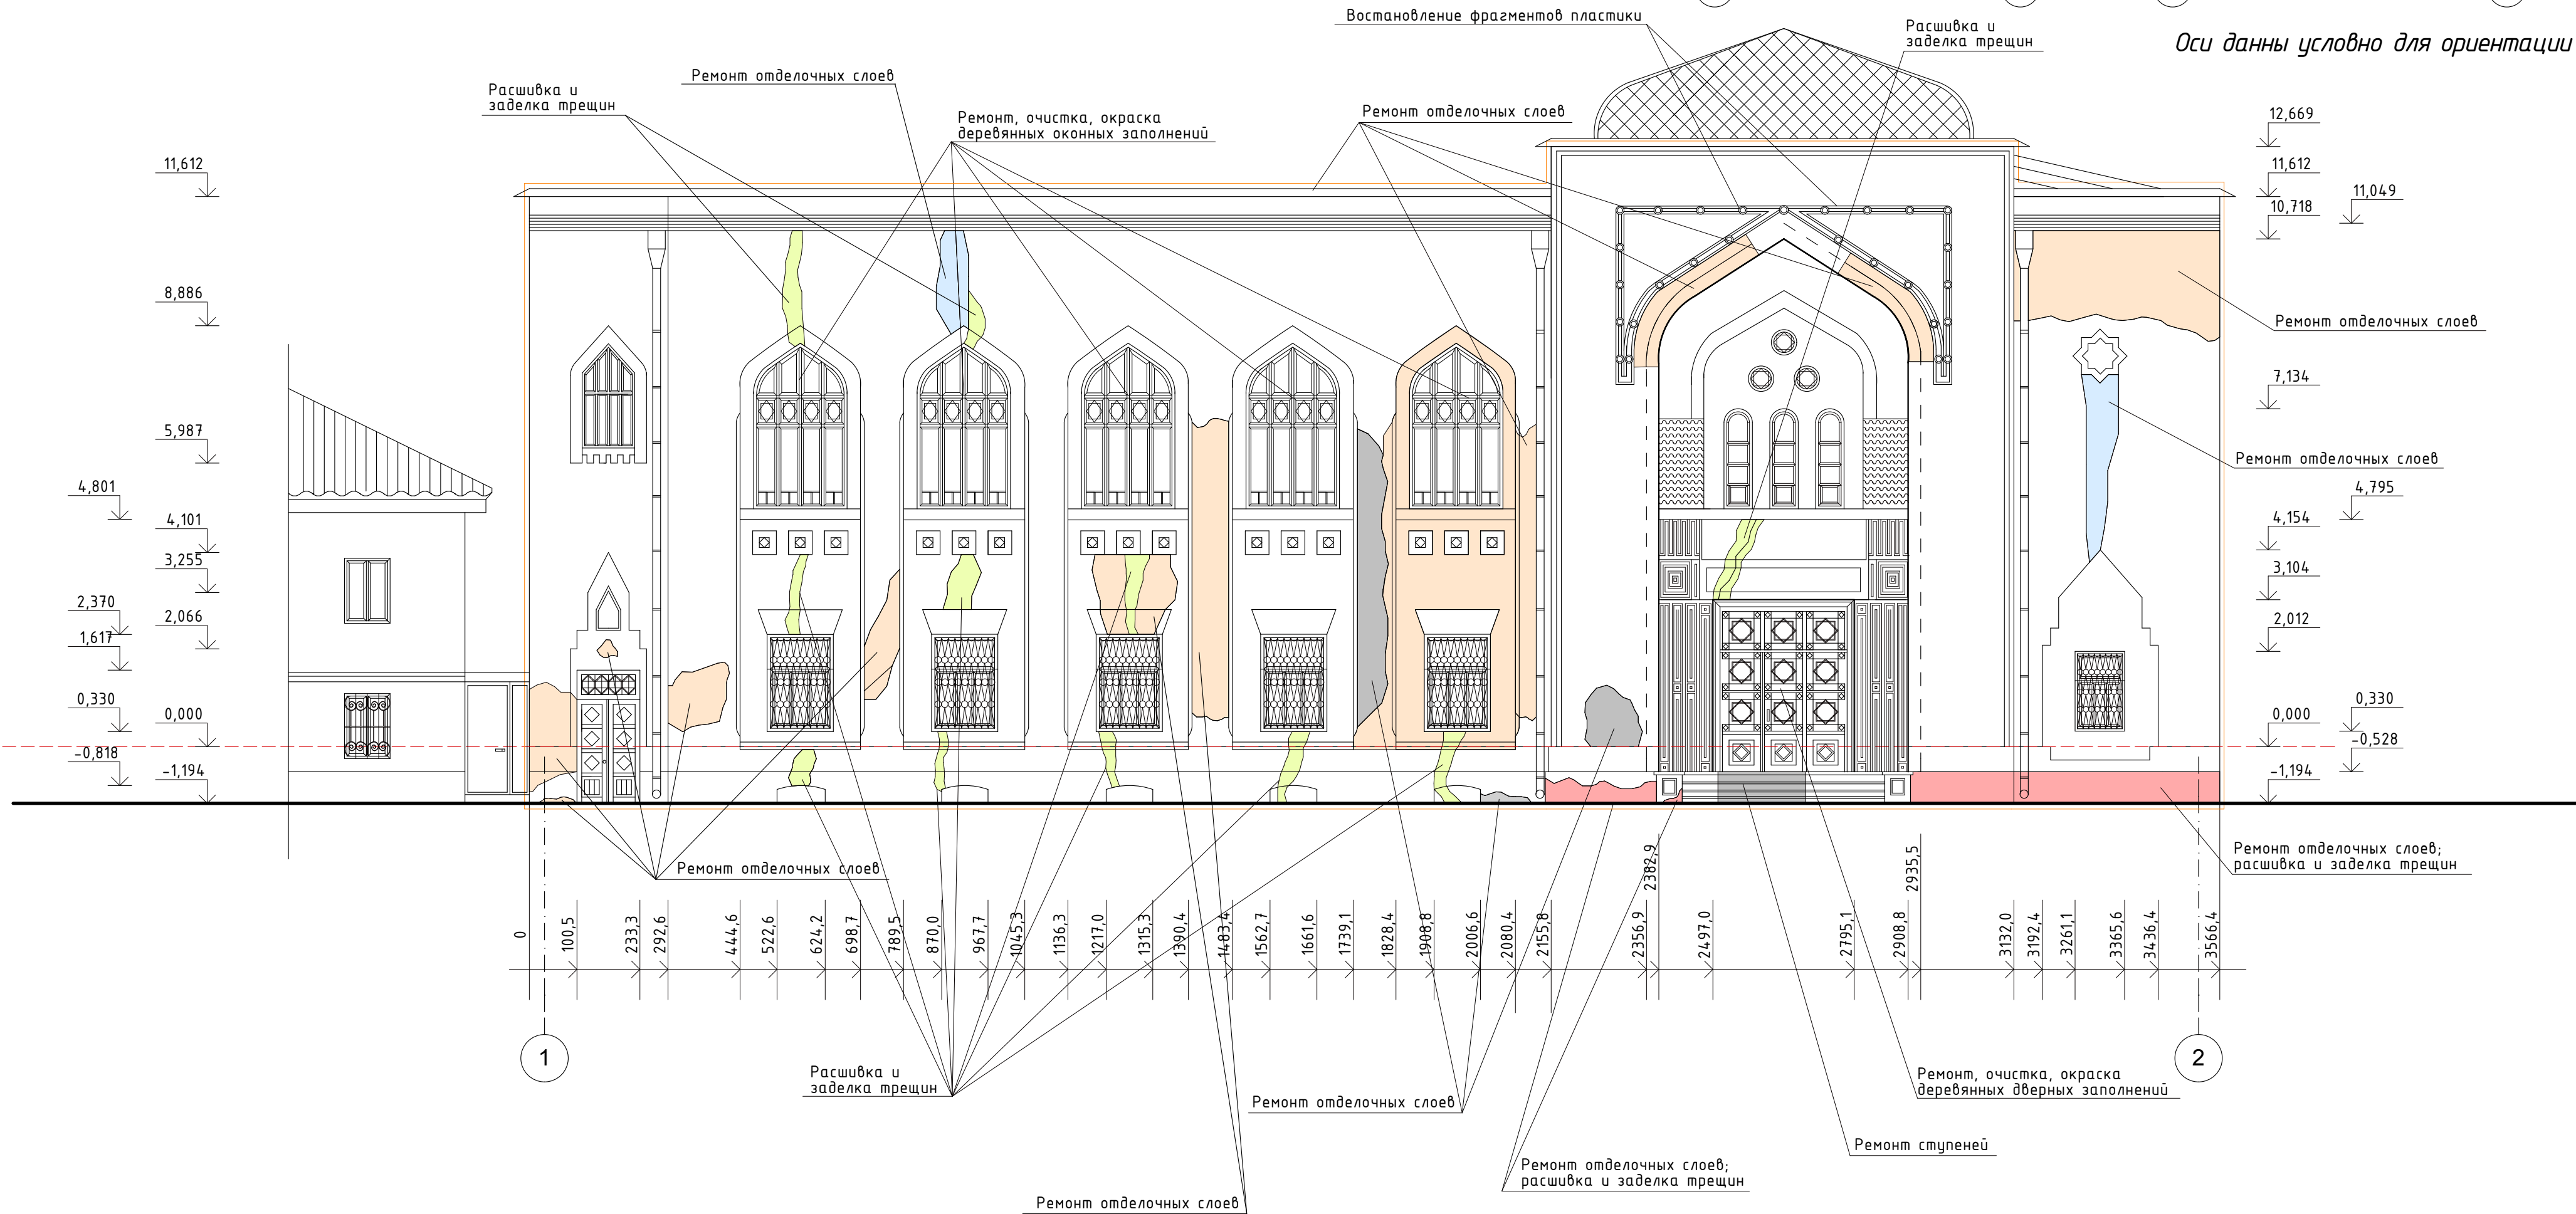 Востановление фрагментов пластики
Расшивка и
заделка трещин
Оси данны условно для ориентации
Ремонт отделочных слоев
Расшивка и
заделка трещин
Ремонт, очистка, окраска
деревянных оконных заполнений
Ремонт отделочных слоев
11,612
8,886
5,987
4,801
4,101
3,255
2,370
2,066
1,617
0,330
0,000
-0,818
-1,194
12,669
11,612
11,049
10,718
Ремонт отделочных слоев
7,134
Ремонт отделочных слоев
4,795
4,154
3,104
2,012
0,330
0,000
-0,528
-1,194
Ремонт отделочных слоев
Ремонт отделочных слоев;
расшивка и заделка трещин
0
100,5
233,3
292,6
444,6
522,6
624,2
698,7
789,5
870,0
967,7
1045,3
1136,3
1217,0
1315,3
1390,4
1483,4
1562,7
1661,6
1739,1
1828,4
1908,8
2006,6
2080,4
2155,8
2356,9
2382,9
2497,0
2795,1
2908,8
2935,5
3132,0
3192,4
3261,1
3365,6
3436,4
3566,4
1
2
Расшивка и
заделка трещин
Ремонт отделочных слоев
Ремонт, очистка, окраска
деревянных дверных заполнений
Ремонт ступеней
Ремонт отделочных слоев;
расшивка и заделка трещин
Ремонт отделочных слоев